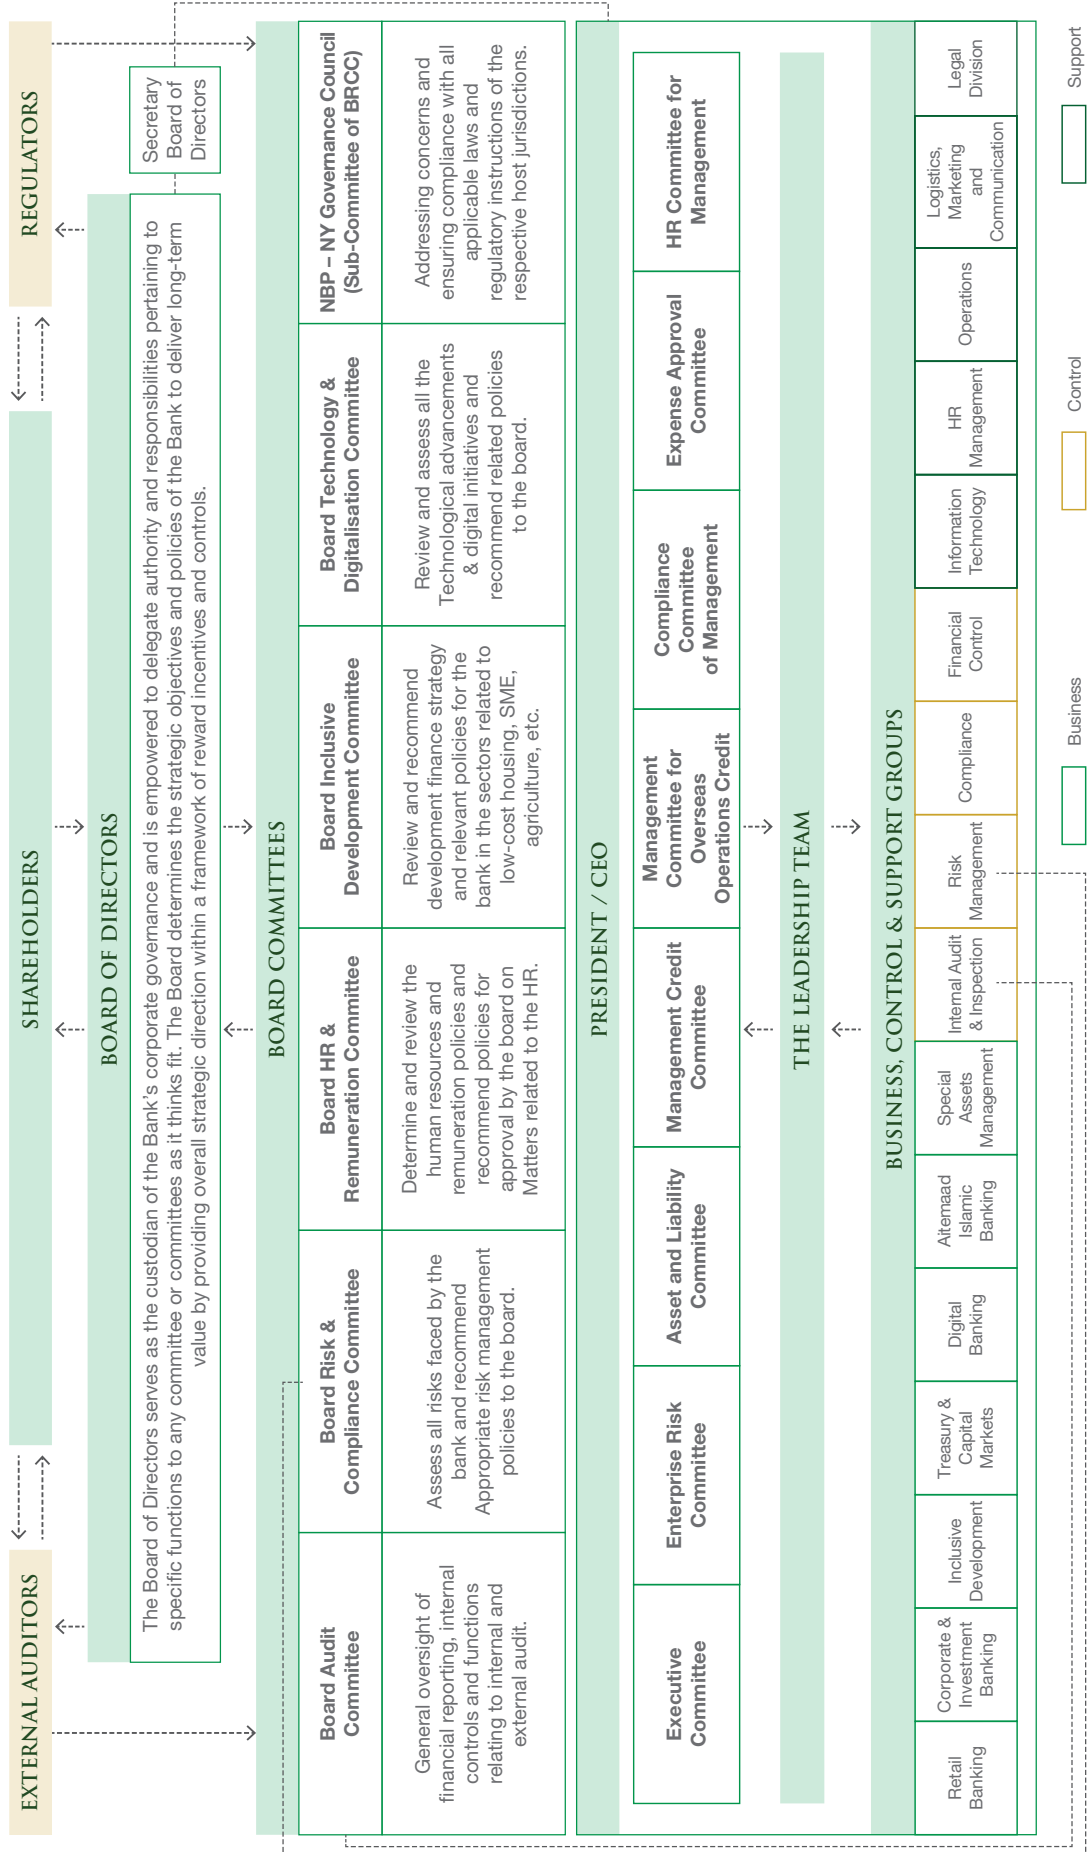 EXTERNAL AUDITORS
SHAREHOLDERS
REGULATORS
BOARD OF DIRECTORS
The Board of Directors serves as the custodian of the Bank’s corporate governance and is empowered to delegate authority and responsibilities pertaining to
specific functions to any committee or committees as it thinks fit. The Board determines the strategic objectives and policies of the Bank to deliver long-term
value by providing overall strategic direction within a framework of reward incentives and controls.
Secretary
Board of
Directors
BOARD COMMITTEES
Board Audit
Committee
General oversight of
financial reporting, internal
controls and functions
relating to internal and
external audit.
Board Risk &
Compliance Committee
Assess all risks faced by the
bank and recommend
Appropriate risk management
policies to the board.
Board HR &
Remuneration Committee
Determine and review the
human resources and
remuneration policies and
recommend policies for
approval by the board on
Matters related to the HR.
Board Inclusive
Development Committee
Review and recommend
development finance strategy
and relevant policies for the
bank in the sectors related to
low-cost housing, SME,
agriculture, etc.
Board Technology &
Digitalisation Committee
Review and assess all the
Technological advancements
& digital initiatives and
recommend related policies
to the board.
NBP – NY Governance Council
(Sub-Committee of BRCC)
Addressing concerns and
ensuring compliance with all
applicable laws and
regulatory instructions of the
respective host jurisdictions.
PRESIDENT / CEO
Executive
Committee
Enterprise Risk
Committee
Asset and Liability
Committee
Management Credit
Committee
Management
Committee for
Overseas
Operations Credit
Compliance
Committee
of Management
Expense Approval
Committee
HR Committee for
Management
THE LEADERSHIP TEAM
BUSINESS, CONTROL & SUPPORT GROUPS
Retail
Banking
Corporate &
Investment
Banking
Inclusive
Development
Treasury &
Capital
Markets
Digital
Banking
Aitemaad
Islamic
Banking
Special
Assets
Management
Internal Audit
& Inspection
Risk
Management
Compliance
Financial
Control
Information
Technology
HR
Management
Operations
Logistics,
Marketing
and
Communication
Legal
Division
Business
Control
Support